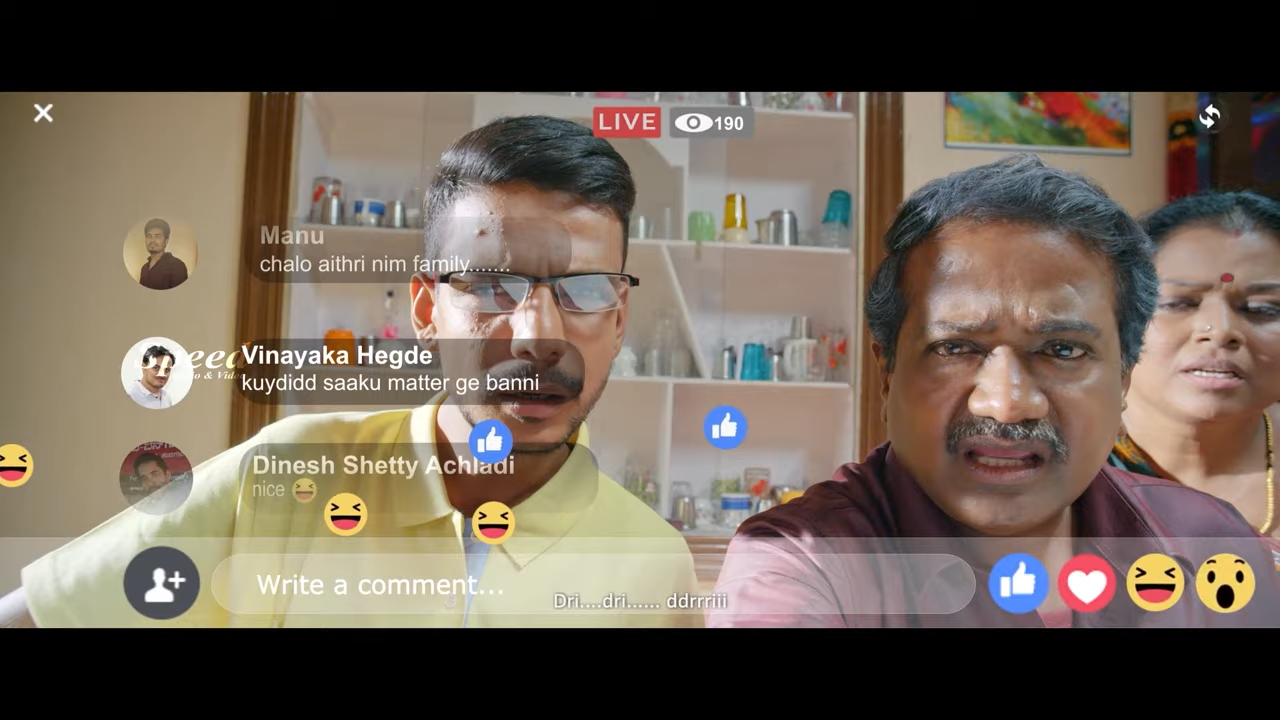 LIVE 190
Manu
chalo aithri nim family.......
Speed
Vinayaka Hegde
kuydidd saaku matter ge banni
Dinesh Shetty Achladi
nice
Write a comment...
Dri....dri...... ddrrriii